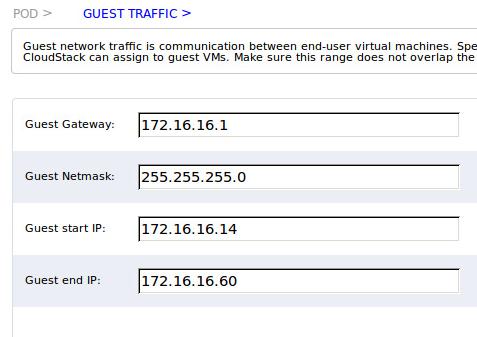 POD >
GUEST TRAFFIC >
Guest network traffic is communication between end-user virtual machines. Spe
CloudStack can assign to guest VMs. Make sure this range does not overlap the
Guest Gateway: 172.16.16.1
Guest Netmask: 255.255.255.0
Guest start IP: 172.16.16.14
Guest end IP: 172.16.16.60